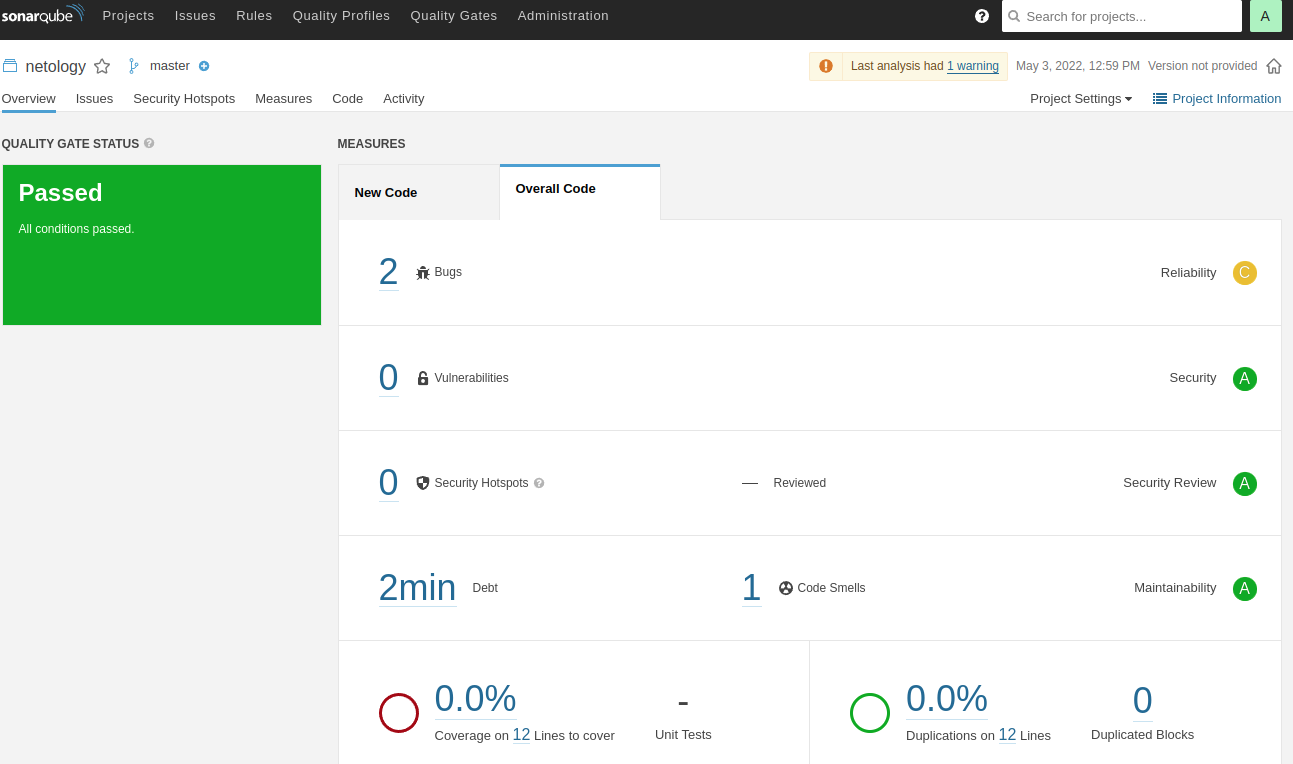 sonarqube Projects Issues Rules Quality Profiles Quality Gates Administration ? Search for projects... A
netology master Last analysis had 1 warning May 3, 2022, 12:59 PM Version not provided
Overview Issues Security Hotspots Measures Code Activity Project Settings Project Information
QUALITY GATE STATUS ? MEASURES
Passed
All conditions passed.
New Code Overall Code
2 Bugs Reliability C
0 Vulnerabilities Security A
0 Security Hotspots ? — Reviewed Security Review A
2min Debt 1 Code Smells Maintainability A
0.0% - 0.0% 0
Coverage on 12 Lines to cover Unit Tests Duplications on 12 Lines Duplicated Blocks